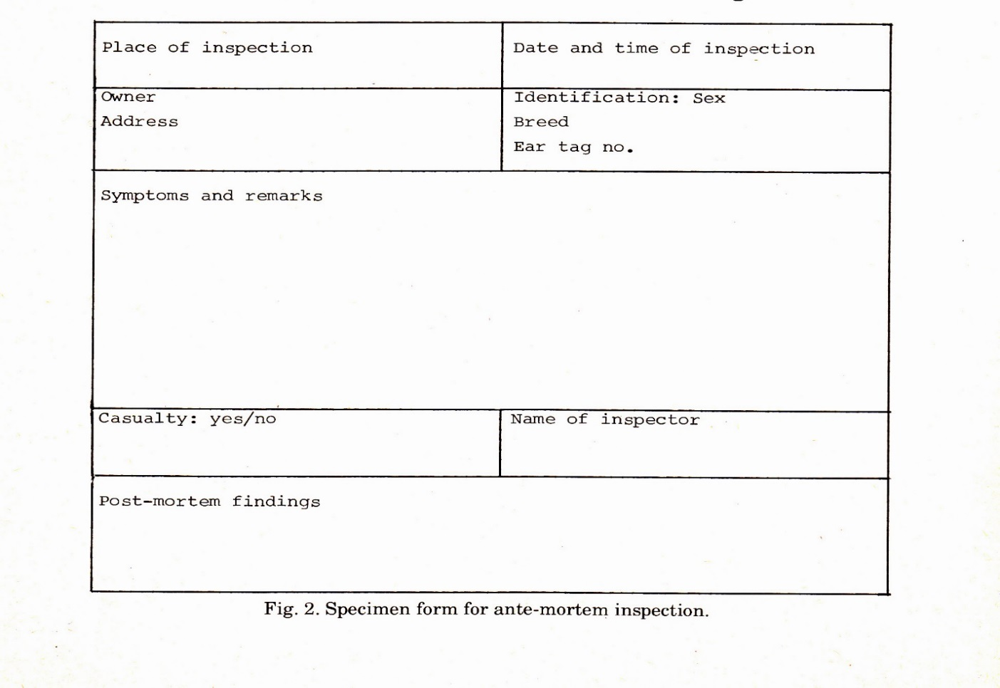 Place of inspection
Date and time of inspection
Owner
Address
Identification: Sex
Breed
Ear tag no.
Symptoms and remarks
Casualty: yes/no
Name of inspector
Post-mortem findings
Fig. 2. Specimen form for ante-mortem inspection.